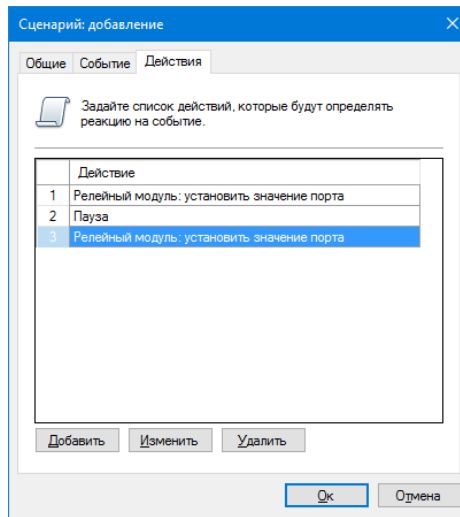 Сценарий: добавление
Общие Событие Действия
Задайте список действий, которые будут определять
реакцию на событие.
Действие
1 Релейный модуль: установить значение порта
2 Пауза
3 Релейный модуль: установить значение порта
Добавить Изменить Удалить
Ок Отмена